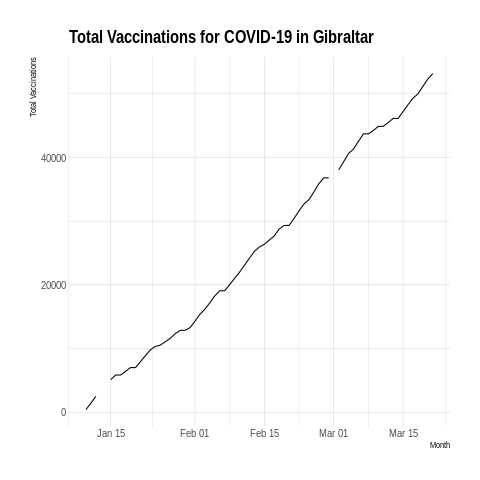 Total Vaccinations for COVID-19 in Gibraltar
Total Vaccinations
40000
20000
0
Jan 15 Feb 01 Feb 15 Mar 01 Mar 15
Month